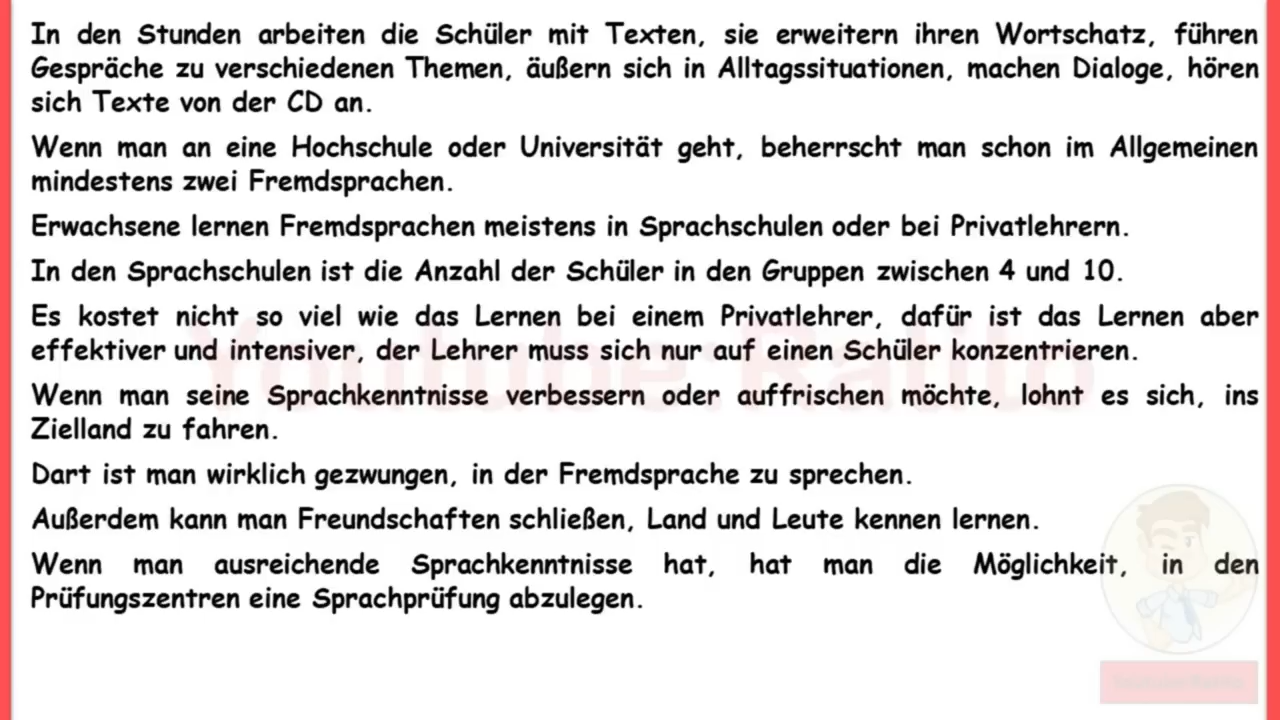 In den Stunden arbeiten die Schüler mit Texten, sie erweitern ihren Wortschatz, führen
Gespräche zu verschiedenen Themen, äußern sich in Alltagssituationen, machen Dialoge, hören
sich Texte von der CD an.
Wenn man an eine Hochschule oder Universität geht, beherrscht man schon im Allgemeinen
mindestens zwei Fremdsprachen.
Erwachsene lernen Fremdsprachen meistens in Sprachschulen oder bei Privatlehrern.
In den Sprachschulen ist die Anzahl der Schüler in den Gruppen zwischen 4 und 10.
Es kostet nicht so viel wie das Lernen bei einem Privatlehrer, dafür ist das Lernen aber
effektiver und intensiver, der Lehrer muss sich nur auf einen Schüler konzentrieren.
Wenn man seine Sprachkenntnisse verbessern oder auffrischen möchte, lohnt es sich, ins
Zielland zu fahren.
Dart ist man wirklich gezwungen, in der Fremdsprache zu sprechen.
Außerdem kann man Freundschaften schließen, Land und Leute kennen lernen.
Wenn man ausreichende Sprachkenntnisse hat, hat man die Möglichkeit, in den
Prüfungszentren eine Sprachprüfung abzulegen.